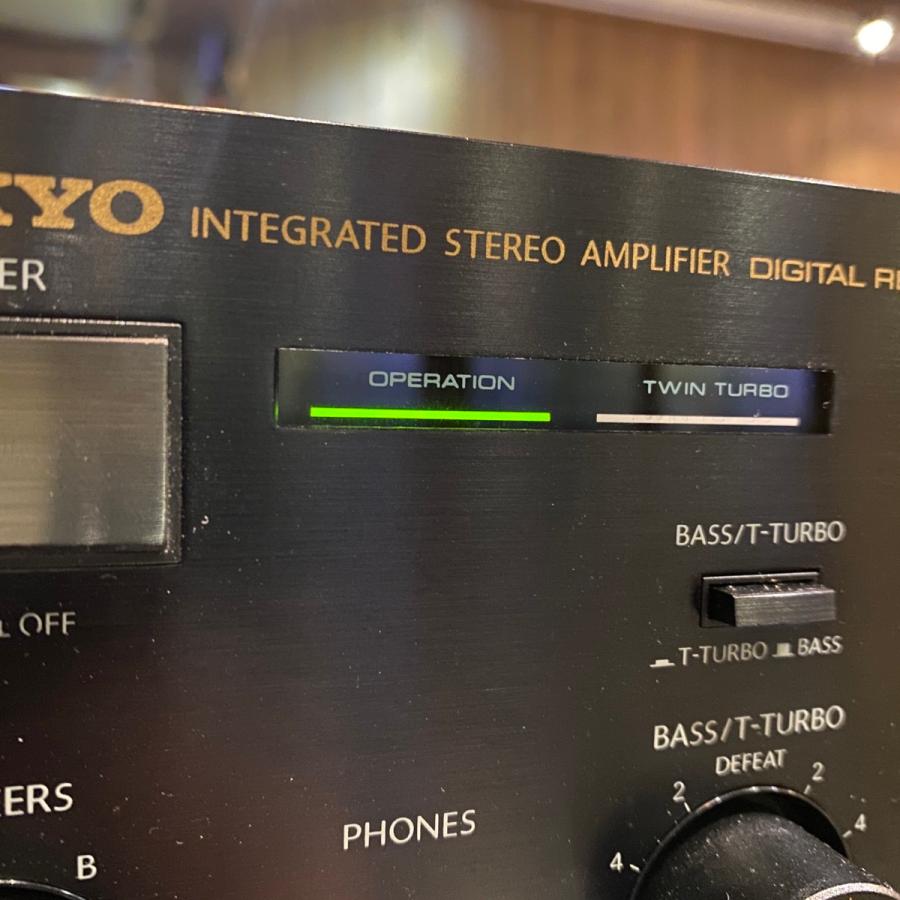 KYO INTEGRATED STEREO AMPLIFIER DIGITAL RE
ER
OPERATION TWIN TURBO
BASS/T-TURBO
L OFF
T-TURBO BASS
BASS/T-TURBO
DEFEAT
2 2
4 4
ERS
PHONES
B